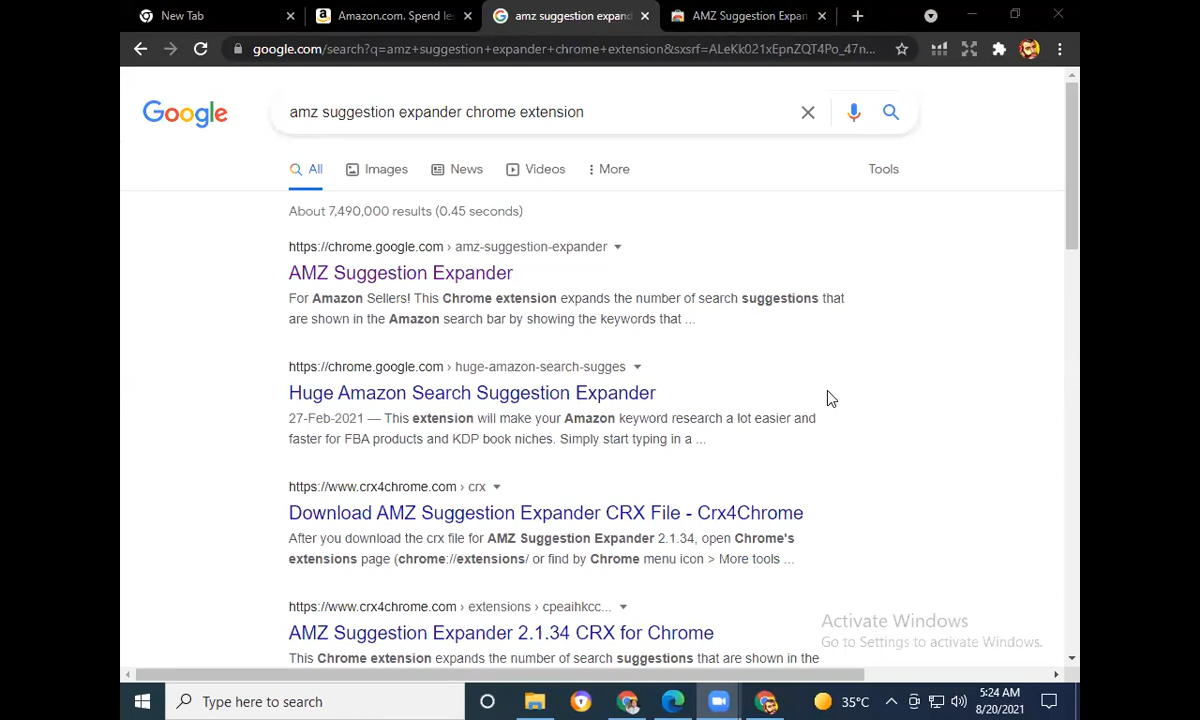 New Tab
Amazon.com. Spend les
amz suggestion expand
AMZ Suggestion Expan
google.com/search?q=amz+suggestion+expander+chrome+extension&sxsrf=ALeKk021xEpnZQT4Po_47n...
Google
amz suggestion expander chrome extension
All
Images
News
Videos
More
Tools
About 7,490,000 results (0.45 seconds)
https://chrome.google.com › amz-suggestion-expander
AMZ Suggestion Expander
For Amazon Sellers! This Chrome extension expands the number of search suggestions that
are shown in the Amazon search bar by showing the keywords that ...
https://chrome.google.com › huge-amazon-search-sugges
Huge Amazon Search Suggestion Expander
27-Feb-2021 — This extension will make your Amazon keyword research a lot easier and
faster for FBA products and KDP book niches. Simply start typing in a ...
https://www.crx4chrome.com › crx
Download AMZ Suggestion Expander CRX File - Crx4Chrome
After you download the crx file for AMZ Suggestion Expander 2.1.34, open Chrome's
extensions page (chrome://extensions/ or find by Chrome menu icon > More tools ...
https://www.crx4chrome.com › extensions › cpeaihkcc...
AMZ Suggestion Expander 2.1.34 CRX for Chrome
This Chrome extension expands the number of search suggestions that are shown in the
Activate Windows
Go to Settings to activate Windows.
Type here to search
35°C
5:24 AM
8/20/2021